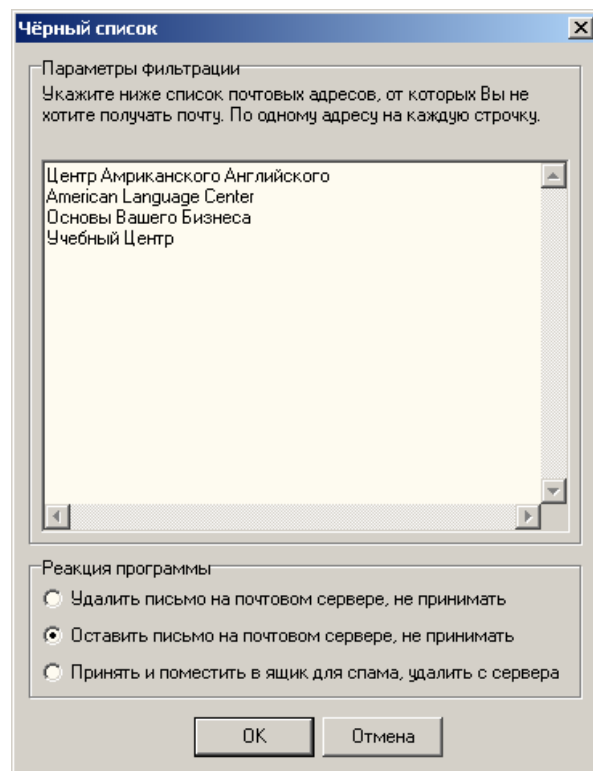 Чёрный список
Параметры фильтрации
Укажите ниже список почтовых адресов, от которых Вы не
хотите получать почту. По одному адресу на каждую строчку.
Центр Амриканского Английского
American Language Center
Основы Вашего Бизнеса
Учебный Центр
Реакция программы
Удалить письмо на почтовом сервере, не принимать
Оставить письмо на почтовом сервере, не принимать
Принять и поместить в ящик для спама, удалить с сервера
OK
Отмена